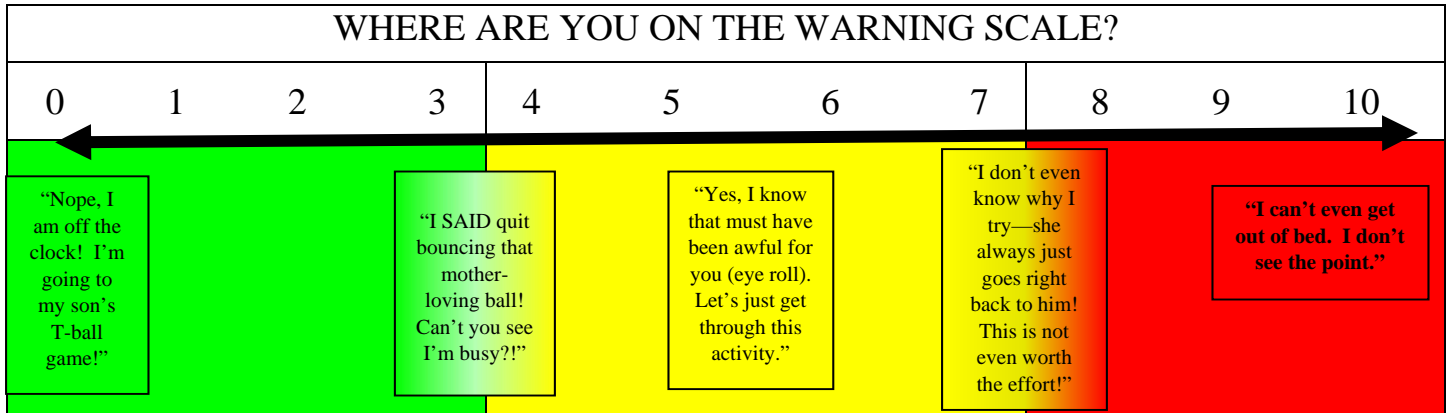 WHERE ARE YOU ON THE WARNING SCALE?
0 1 2 3 4 5 6 7 8 9 10
“Nope, I
am off the
clock! I’m
going to
my son’s
T-ball
game!”
“I SAID quit
bouncing that
mother-
loving ball!
Can’t you see
I’m busy?!”
“Yes, I know
that must have
been awful for
you (eye roll).
Let’s just get
through this
activity.”
“I don’t even
know why I
try—she
always just
goes right
back to him!
This is not
even worth
the effort!”
“I can’t even get
out of bed. I don’t
see the point.”